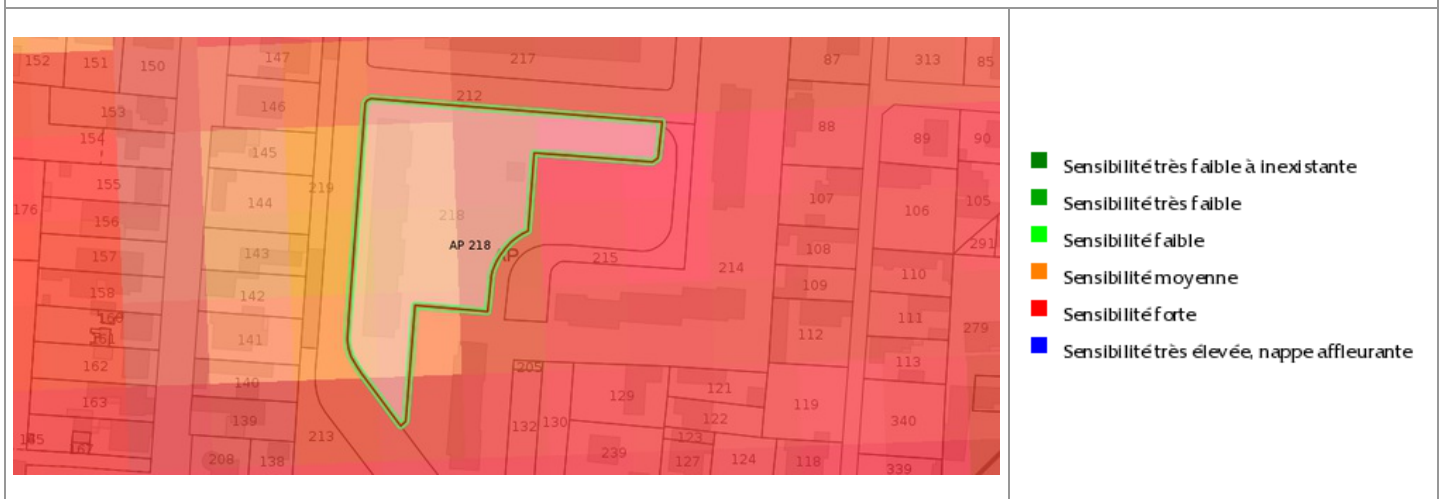 152 151 150 147 217 87 313 85
146 212
153 88 89 90
154 145
155 219 107 105
176 144 106
156 218
AP 218 AP 291
157 143 215 108
214 110
158 142 109
159 111
161 141 112 279
162 205 113
140 121
163 129 119
139 132 130 122 340
213 123
165 167 208 138 239 127 124 118 339
Sensibilité très faible à inexistante
Sensibilité très faible
Sensibilité faible
Sensibilité moyenne
Sensibilité forte
Sensibilité très élevée, nappe affleurante